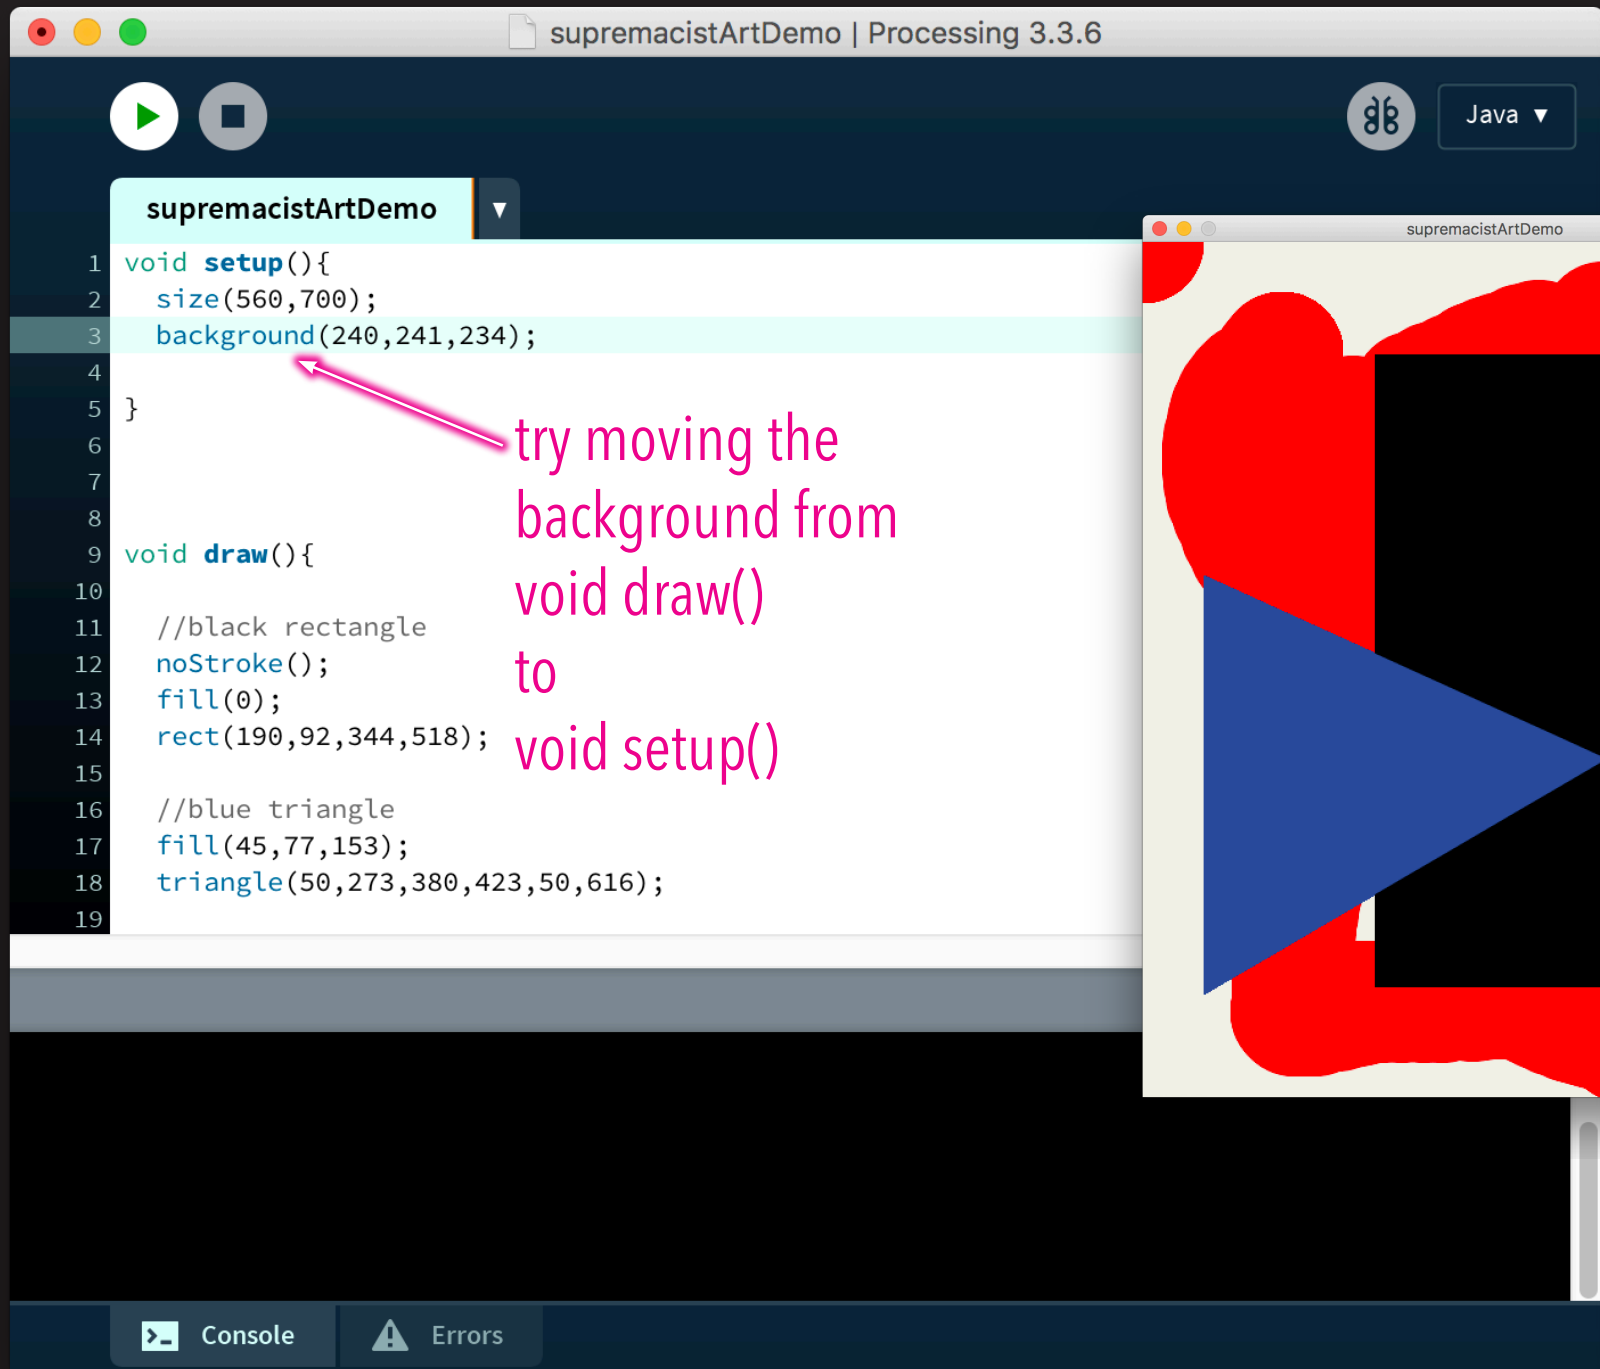 supremacistArtDemo | Processing 3.3.6
Java ▼
supremacistArtDemo ▼
supremacistArtDemo
1 void setup(){
2 size(560,700);
3 background(240,241,234);
4
5 }
6
7
8
9 void draw(){
10
11 //black rectangle
12 noStroke();
13 fill(0);
14 rect(190,92,344,518);
15
16 //blue triangle
17 fill(45,77,153);
18 triangle(50,273,380,423,50,616);
19
try moving the
background from
void draw()
to
void setup()
Console
Errors